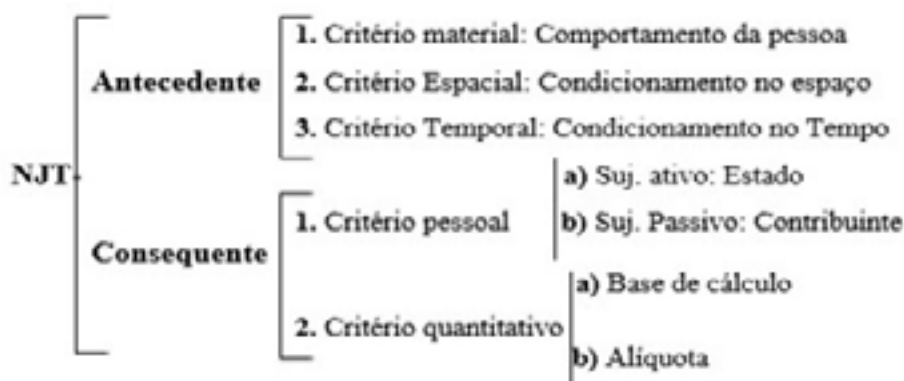 1. Critério material: Comportamento da pessoa
Antecedente
2. Critério Espacial: Condicionamento no espaço
3. Critério Temporal: Condicionamento no Tempo
NJT
a) Suj. ativo: Estado
1. Critério pessoal
b) Suj. Passivo: Contribuinte
Consequente
a) Base de cálculo
2. Critério quantitativo
b) Alíquota